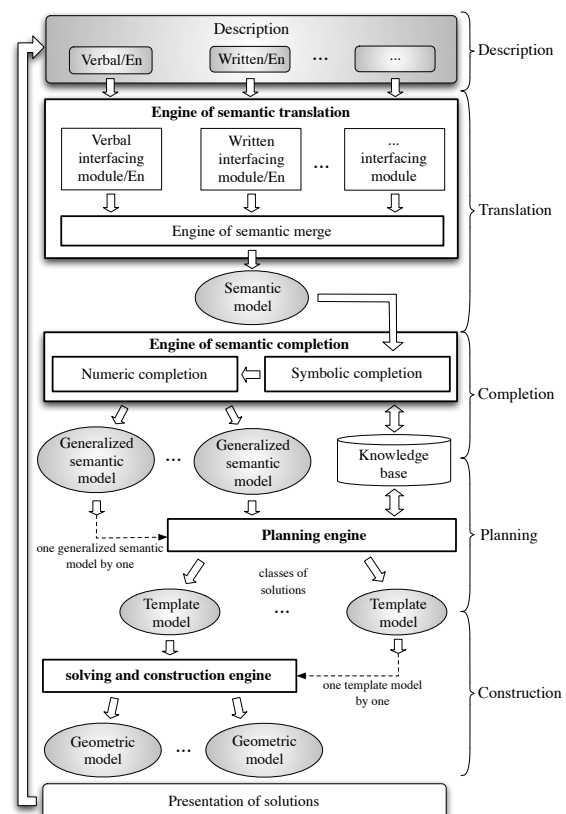 Description
Description
Verbal/En
Written/En
...
...
Engine of semantic translation
Verbal
interfacing
module/En
Written
interfacing
module/En
...
...
interfacing
module
Translation
Engine of semantic merge
Semantic
model
Engine of semantic completion
Numeric completion
Symbolic completion
Completion
Generalized
semantic
model
...
Generalized
semantic
model
Knowledge
base
Planning engine
Planning
one generalized semantic
model by one
classes of
solutions
Template
model
...
Template
model
solving and construction engine
one template model
by one
Construction
Geometric
model
...
Geometric
model
Presentation of solutions